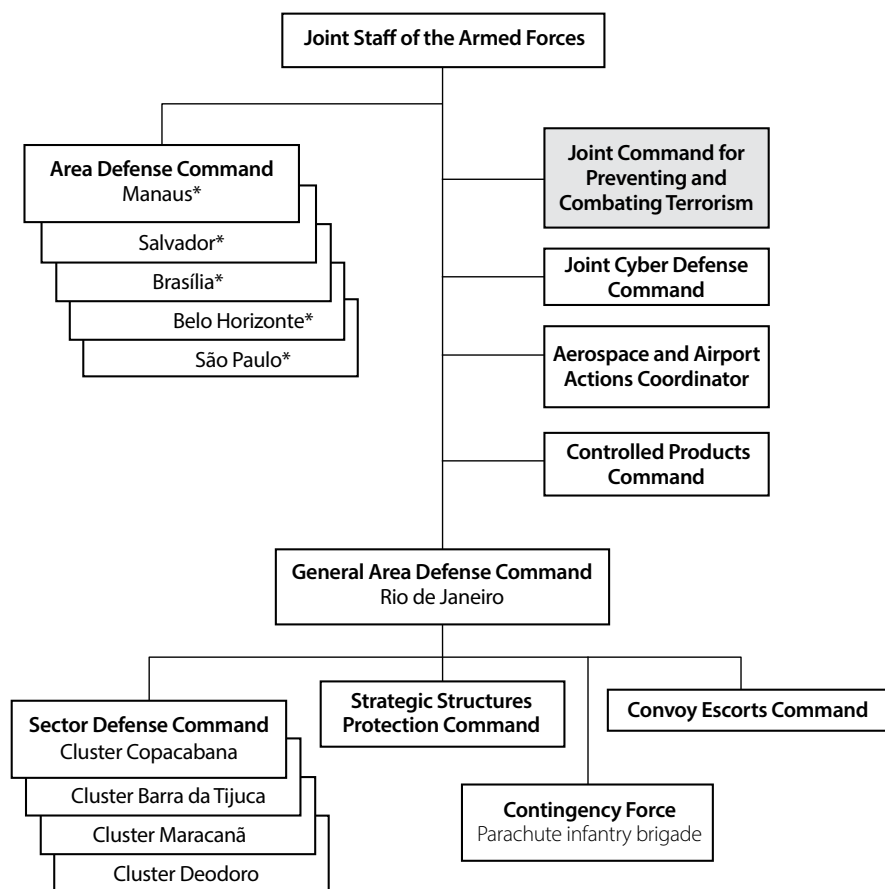 Joint Staff of the Armed Forces
Area Defense Command
Manaus*
Salvador*
Brasília*
Belo Horizonte*
São Paulo*
Joint Command for
Preventing and
Combating Terrorism
Joint Cyber Defense
Command
Aerospace and Airport
Actions Coordinator
Controlled Products
Command
General Area Defense Command
Rio de Janeiro
Sector Defense Command
Cluster Copacabana
Cluster Barra da Tijuca
Cluster Maracanã
Cluster Deodoro
Strategic Structures
Protection Command
Contingency Force
Parachute infantry brigade
Convoy Escorts Command